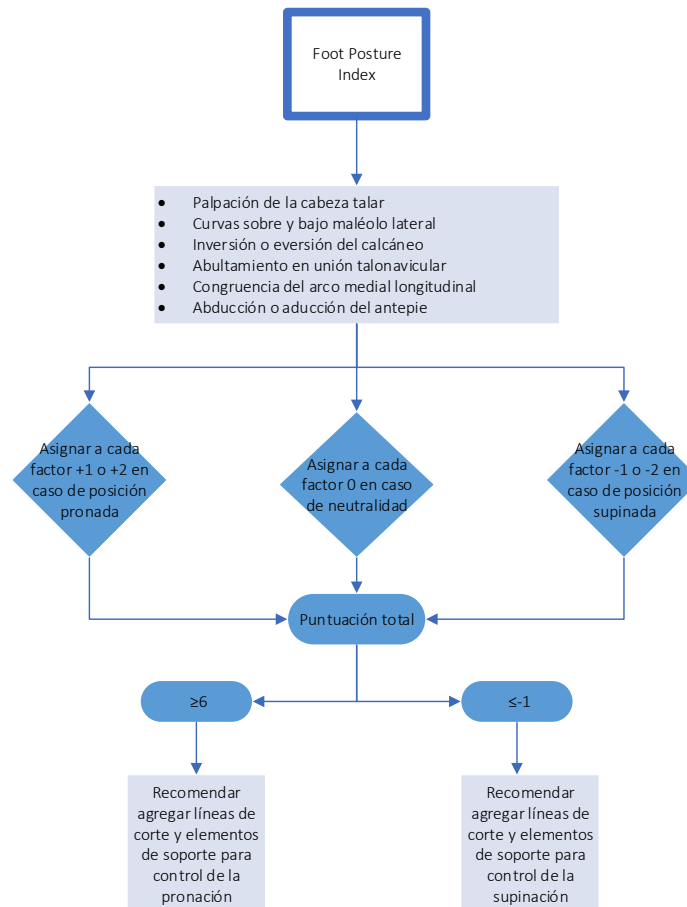 Foot Posture
Index
• Palpación de la cabeza talar
• Curvas sobre y bajo maléolo lateral
• Inversión o eversión del calcáneo
• Abultamiento en unión talonavicular
• Congruencia del arco medial longitudinal
• Abducción o aducción del antepie
Asignar a cada
factor +1 o +2 en
caso de posición
pronada
Asignar a cada
factor 0 en caso
de neutralidad
Asignar a cada
factor -1 o -2 en
caso de posición
supinada
Puntuación total
≥6
≤-1
Recomendar
agregar líneas de
corte y elementos
de soporte para
control de la
pronación
Recomendar
agregar líneas de
corte y elementos
de soporte para
control de la
supinación